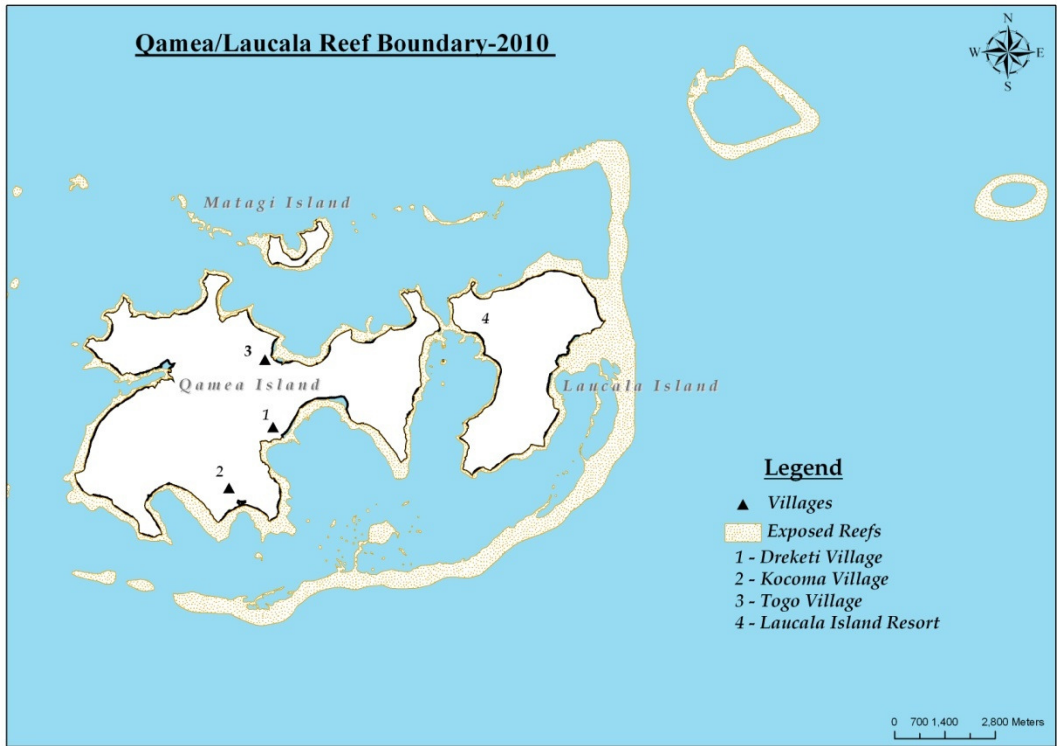 Qamea/Laucala Reef Boundary-2010
N
W E
S
Matagi Island
4
3
Qamea Island
Laucala Island
1
2
Legend
Villages
Exposed Reefs
1 - Dreketi Village
2 - Kocoma Village
3 - Togo Village
4 - Laucala Island Resort
0 700 1,400 2,800 Meters